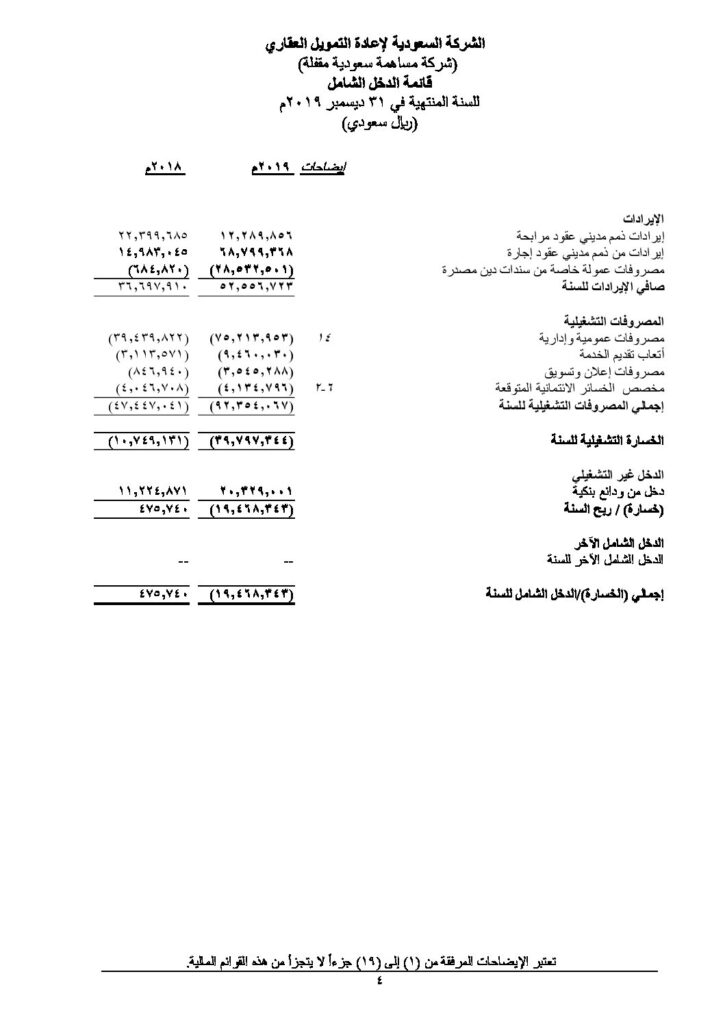 الشركة السعودية لإعادة التمويل العقاري
(شركة مساهمة سعودية مقفلة)
قائمة الدخل الشامل
للسنة المنتهية في ٣١ ديسمبر ٢٠١٩م
(ريال سعودي)
إيضاحات ٢٠١٩م ٢٠١٨م
الإيرادات
إيرادات ذمم مديني عقود مرابحة ١٢,٢٨٩,٨٥٦ ٢٢,٣٩٩,٦٨٥
إيرادات من ذمم مديني عقود إجارة ٦٨,٧٩٩,٣٦٨ ١٤,٩٨٣,٠٤٥
مصروفات عمولة خاصة من سندات دين مصدرة (٢٨,٥٣٢,٥٠١) (٦٨٤,٨٢٠)
صافي الإيرادات للسنة ٥٢,٥٥٦,٧٢٣ ٣٦,٦٩٧,٩١٠
المصروفات التشغيلية
مصروفات عمومية وإدارية ١٤ (٧٥,٢١٣,٩٥٣) (٣٩,٤٣٩,٨٢٢)
أتعاب تقديم الخدمة (٩,٤٦٠,٠٣٠) (٣,١١٣,٥٧١)
مصروفات إعلان وتسويق (٣,٥٤٥,٢٨٨) (٨٤٦,٩٤٠)
مخصص الخسائر الائتمانية المتوقعة ٦-٢ (٤,١٣٤,٧٩٦) (٤,٠٤٦,٧٠٨)
إجمالي المصروفات التشغيلية للسنة (٩٢,٣٥٤,٠٦٧) (٤٧,٤٤٧,٠٤١)
الخسارة التشغيلية للسنة (٣٩,٧٩٧,٣٤٤) (١٠,٧٤٩,١٣١)
الدخل غير التشغيلي
دخل من ودائع بنكية ٢٠,٣٢٩,٠٠١ ١١,٢٢٤,٨٧١
(خسارة) / ربح السنة (١٩,٤٦٨,٣٤٣) ٤٧٥,٧٤٠
الدخل الشامل الآخر
الدخل الشامل الآخر للسنة -- --
إجمالي (الخسارة)/الدخل الشامل للسنة (١٩,٤٦٨,٣٤٣) ٤٧٥,٧٤٠
تعتبر الإيضاحات المرفقة من (١) إلى (١٩) جزءاً لا يتجزأ من هذه القوائم المالية.
٤